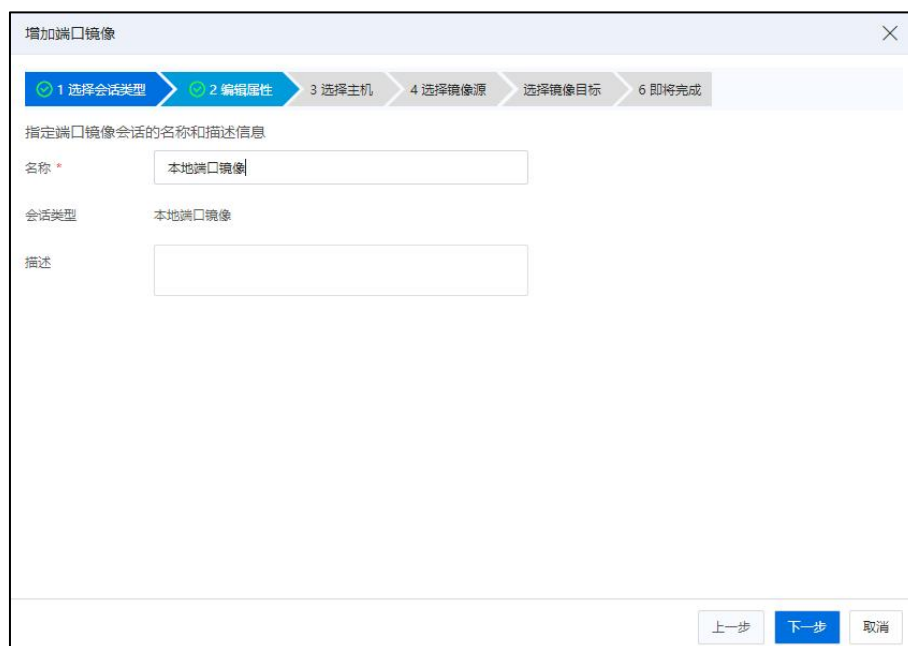 增加端口镜像
1 选择会话类型 2 编辑属性 3 选择主机 4 选择镜像源 选择镜像目标 6 即将完成
指定端口镜像会话的名称和描述信息
名称 * 本地端口镜像
会话类型 本地端口镜像
描述
上一步 下一步 取消